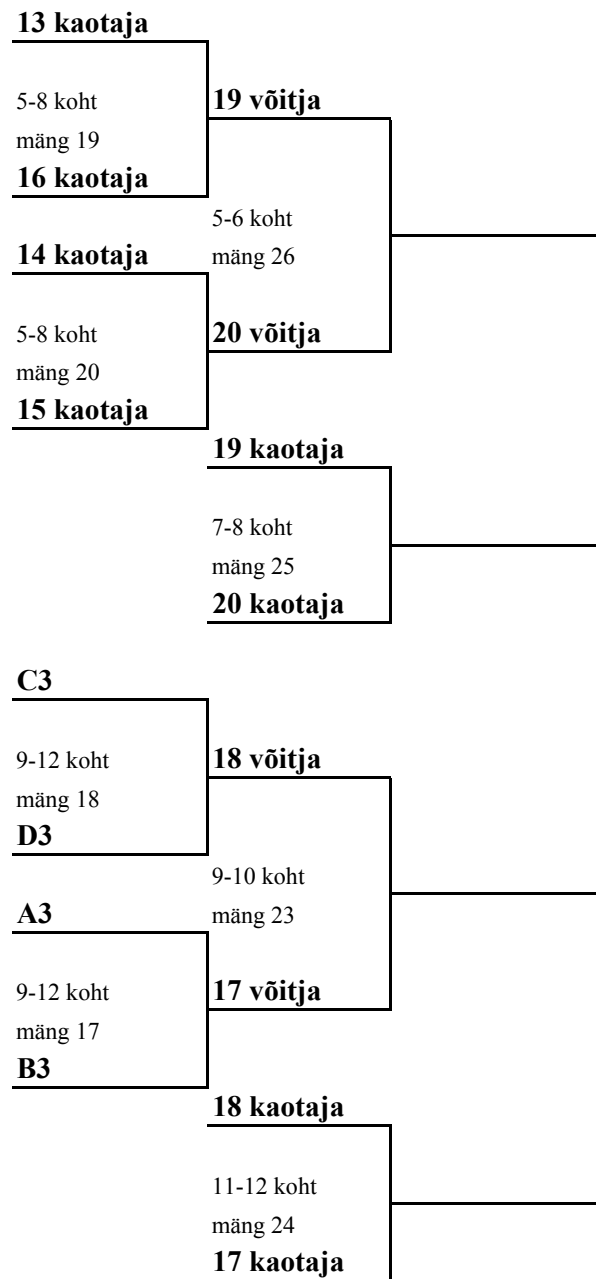 13 kaotaja
5-8 koht
mäng 19
16 kaotaja
19 võitja
5-6 koht
mäng 26
14 kaotaja
5-8 koht
mäng 20
15 kaotaja
20 võitja
19 kaotaja
7-8 koht
mäng 25
20 kaotaja
C3
9-12 koht
mäng 18
D3
18 võitja
9-10 koht
mäng 23
A3
9-12 koht
mäng 17
B3
17 võitja
18 kaotaja
11-12 koht
mäng 24
17 kaotaja